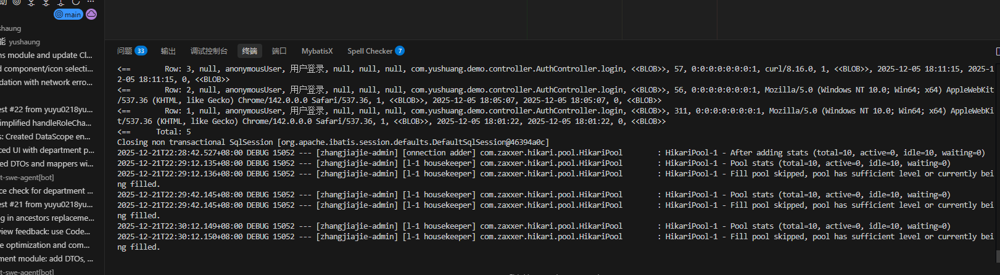 main
shaung
能 yushaung
ns module and update Cl...
d component/icon selecti...
dation with network erro...
est #22 from yuyu0218yu...
implified handleRoleCha...
s: Created DataScope en...
ced UI with department p...
ed DTOs and mappers wi...
t-swe-agent[bot]
ce check for department ...
est #21 from yuyu0218yu...
g in ancestors replaceme...
view feedback: use Code...
e optimization and com...
ment module: add DTOs, ...
t-swe-agent[bot]
问题 33 输出 调试控制台 终端 端口 MybatisX Spell Checker 7
<==        Row: 3, null, anonymousUser, 用户登录, null, null, null, com.yushuang.demo.controller.AuthController.login, <<BLOB>>, 57, 0:0:0:0:0:0:0:1, curl/8.16.0, 1, <<BLOB>>, 2025-12-05 18:11:15, 2025-1
2-05 18:11:15, 0, <<BLOB>>
<==        Row: 2, null, anonymousUser, 用户登录, null, null, null, com.yushuang.demo.controller.AuthController.login, <<BLOB>>, 56, 0:0:0:0:0:0:0:1, Mozilla/5.0 (Windows NT 10.0; Win64; x64) AppleWebKit
/537.36 (KHTML, like Gecko) Chrome/142.0.0.0 Safari/537.36, 1, <<BLOB>>, 2025-12-05 18:05:07, 2025-12-05 18:05:07, 0, <<BLOB>>
<==        Row: 1, null, anonymousUser, 用户登录, null, null, null, com.yushuang.demo.controller.AuthController.login, <<BLOB>>, 311, 0:0:0:0:0:0:0:1, Mozilla/5.0 (Windows NT 10.0; Win64; x64) AppleWebKi
t/537.36 (KHTML, like Gecko) Chrome/142.0.0.0 Safari/537.36, 1, <<BLOB>>, 2025-12-05 18:01:22, 2025-12-05 18:01:22, 0, <<BLOB>>
<==      Total: 5
Closing non transactional SqlSession [org.apache.ibatis.session.defaults.DefaultSqlSession@46394a0c]
2025-12-21T22:28:42.527+08:00 DEBUG 15052 --- [zhangjiajie-admin] [onnection adder] com.zaxxer.hikari.pool.HikariPool        : HikariPool-1 - After adding stats (total=10, active=0, idle=10, waiting=0)
2025-12-21T22:29:12.135+08:00 DEBUG 15052 --- [zhangjiajie-admin] [l-1 housekeeper] com.zaxxer.hikari.pool.HikariPool        : HikariPool-1 - Pool stats (total=10, active=0, idle=10, waiting=0)
2025-12-21T22:29:12.136+08:00 DEBUG 15052 --- [zhangjiajie-admin] [l-1 housekeeper] com.zaxxer.hikari.pool.HikariPool        : HikariPool-1 - Fill pool skipped, pool has sufficient level or currently bei
ng filled.
2025-12-21T22:29:42.145+08:00 DEBUG 15052 --- [zhangjiajie-admin] [l-1 housekeeper] com.zaxxer.hikari.pool.HikariPool        : HikariPool-1 - Pool stats (total=10, active=0, idle=10, waiting=0)
2025-12-21T22:29:42.145+08:00 DEBUG 15052 --- [zhangjiajie-admin] [l-1 housekeeper] com.zaxxer.hikari.pool.HikariPool        : HikariPool-1 - Fill pool skipped, pool has sufficient level or currently bei
ng filled.
2025-12-21T22:30:12.149+08:00 DEBUG 15052 --- [zhangjiajie-admin] [l-1 housekeeper] com.zaxxer.hikari.pool.HikariPool        : HikariPool-1 - Pool stats (total=10, active=0, idle=10, waiting=0)
2025-12-21T22:30:12.150+08:00 DEBUG 15052 --- [zhangjiajie-admin] [l-1 housekeeper] com.zaxxer.hikari.pool.HikariPool        : HikariPool-1 - Fill pool skipped, pool has sufficient level or currently bei
ng filled.